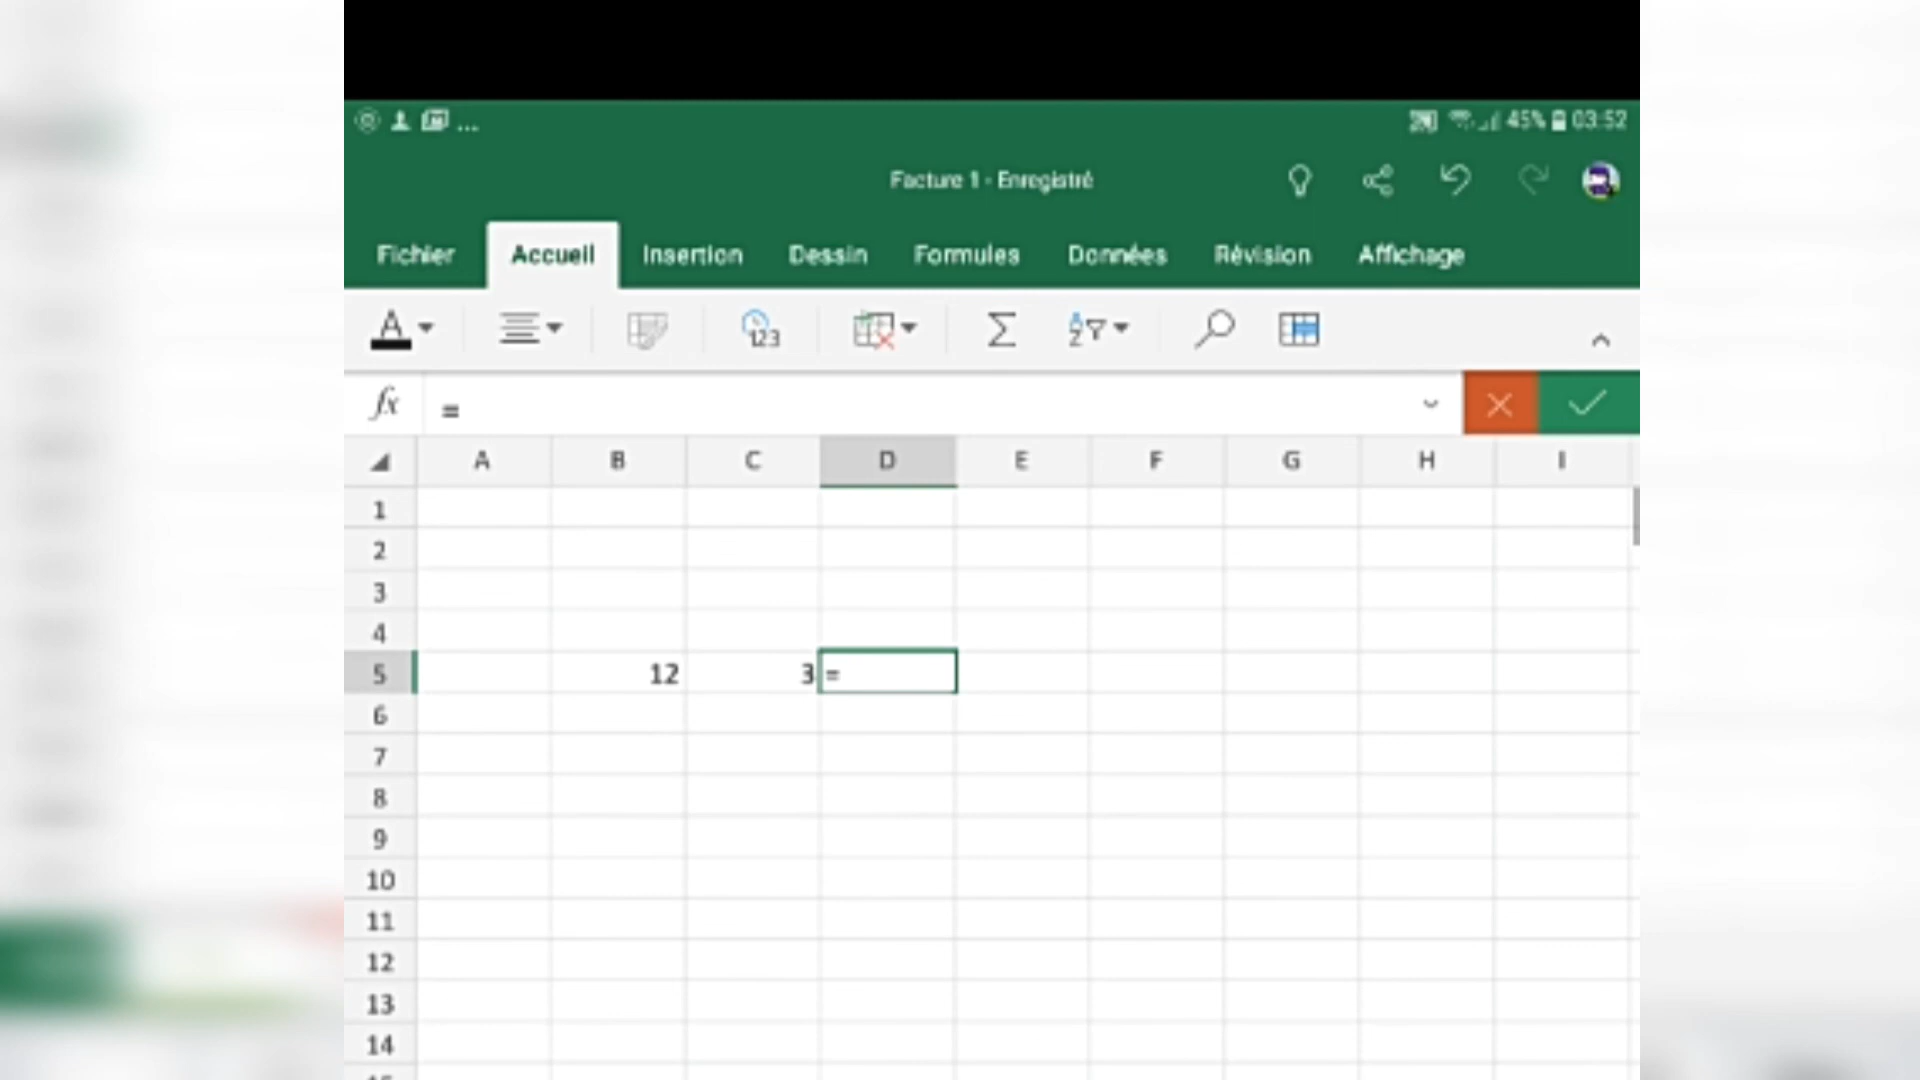 ... 45% 03:52
Facture 1 - Enregistré
Fichier Accueil Insertion Dessin Formules Données Révision Affichage
A 123 A Z
fx =
A B C D E F G H I
1
2
3
4
5 12 3 =
6
7
8
9
10
11
12
13
14